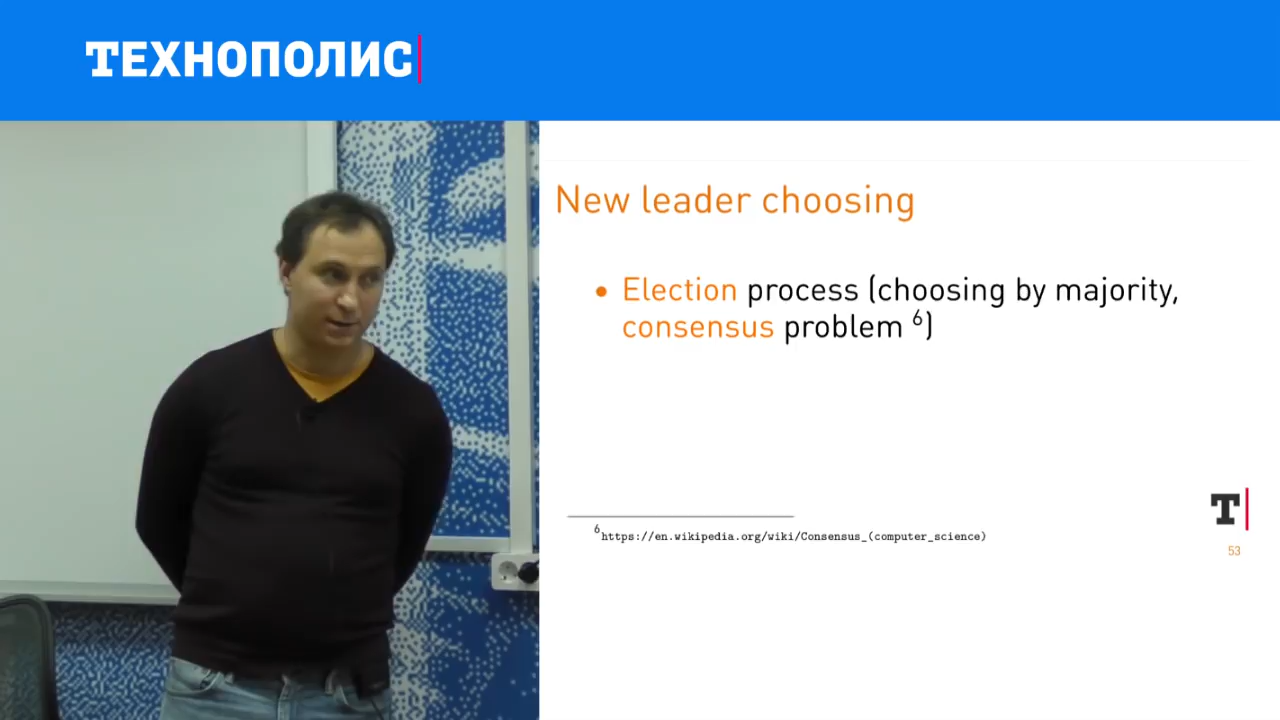 ТЕХНОПОЛИС
New leader choosing
• Election process (choosing by majority,
consensus problem 6)
6https://en.wikipedia.org/wiki/Consensus_(computer_science)
T
53